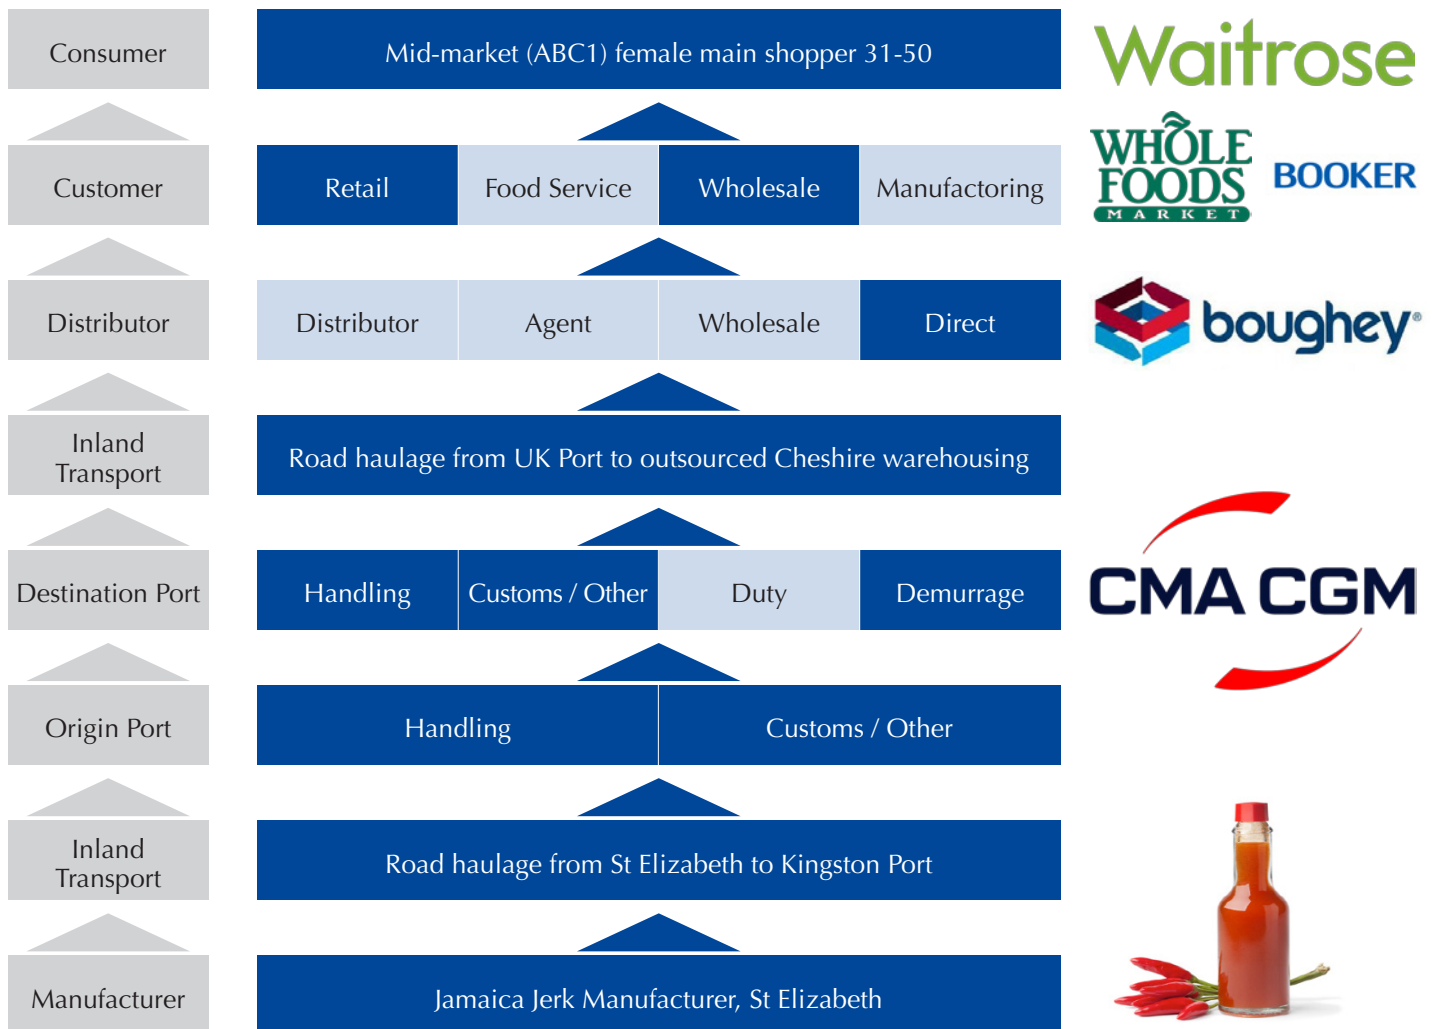 Consumer
Mid-market (ABC1) female main shopper 31-50
Waitrose
Customer
Retail
Food Service
Wholesale
Manufactoring
WHOLE
FOODS
MARKET
BOOKER
Distributor
Distributor
Agent
Wholesale
Direct
boughey®
Inland
Transport
Road haulage from UK Port to outsourced Cheshire warehousing
Destination Port
Handling
Customs / Other
Duty
Demurrage
CMA CGM
Origin Port
Handling
Customs / Other
Inland
Transport
Road haulage from St Elizabeth to Kingston Port
Manufacturer
Jamaica Jerk Manufacturer, St Elizabeth